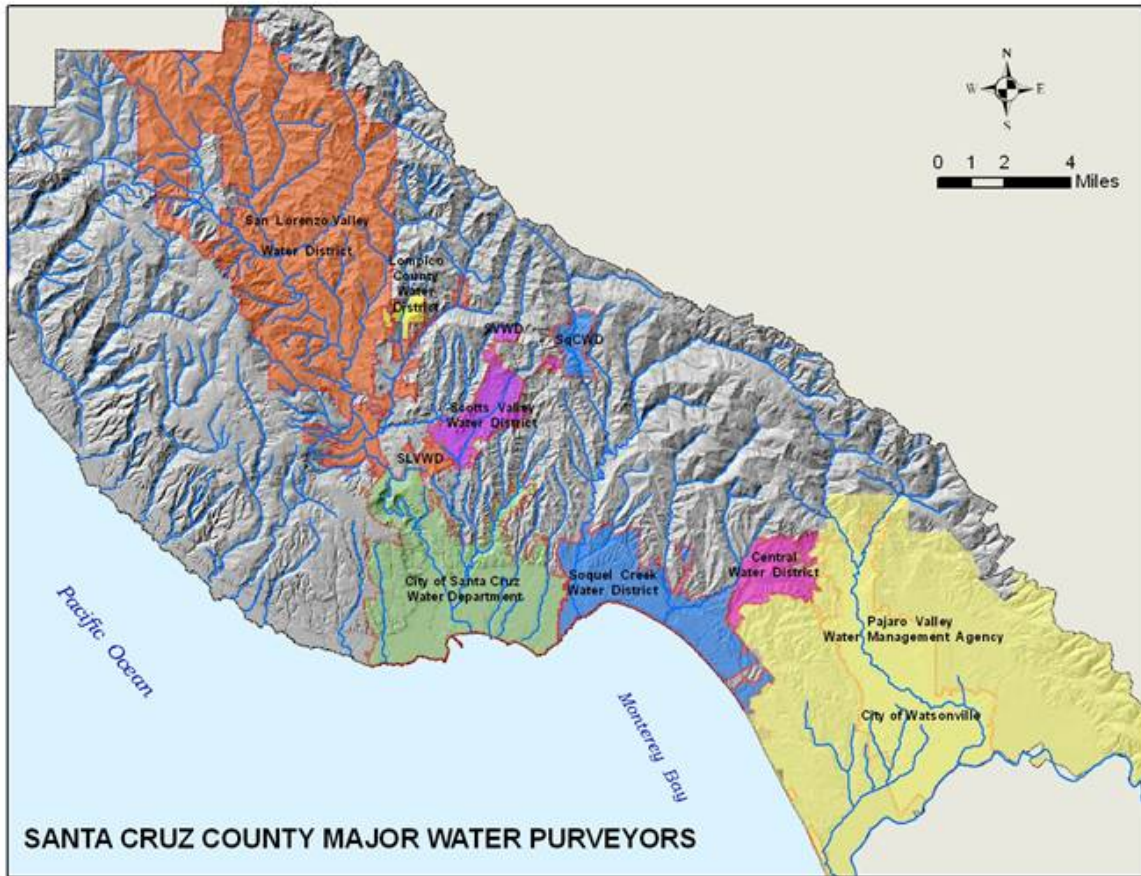 N
W E
S
0 1 2 4
Miles
San Lorenzo Valley
Water District
Lompico
County
Water
District
SVWD
SqCWD
Scotts Valley
Water District
SLVWD
City of Santa Cruz
Water Department
Soquel Creek
Water District
Central
Water District
Pajaro Valley
Water Management Agency
City of Watsonville
Pacific Ocean
Monterey Bay
SANTA CRUZ COUNTY MAJOR WATER PURVEYORS